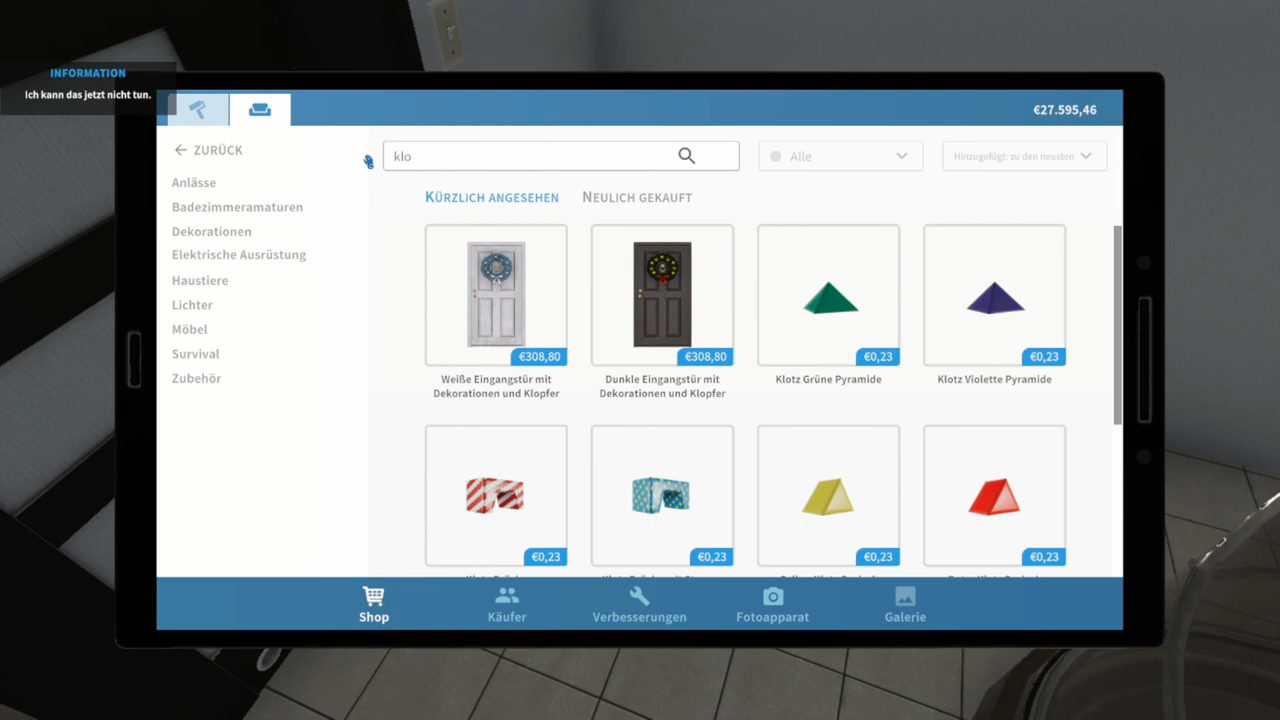 INFORMATION
Ich kann das jetzt nicht tun.
€27.595,46
ZURÜCK
klo
Alle
Hinzugefügt: zu den neusten
Anlässe
Badezimmeramaturen
Dekorationen
Elektrische Ausrüstung
Haustiere
Lichter
Möbel
Survival
Zubehör
KÜRZLICH ANGESEHEN
NEULICH GEKAUFT
€308,80
€308,80
€0,23
€0,23
Weiße Eingangstür mit
Dekorationen und Klopfer
Dunkle Eingangstür mit
Dekorationen und Klopfer
Klotz Grüne Pyramide
Klotz Violette Pyramide
€0,23
€0,23
€0,23
€0,23
Shop
Käufer
Verbesserungen
Fotoapparat
Galerie